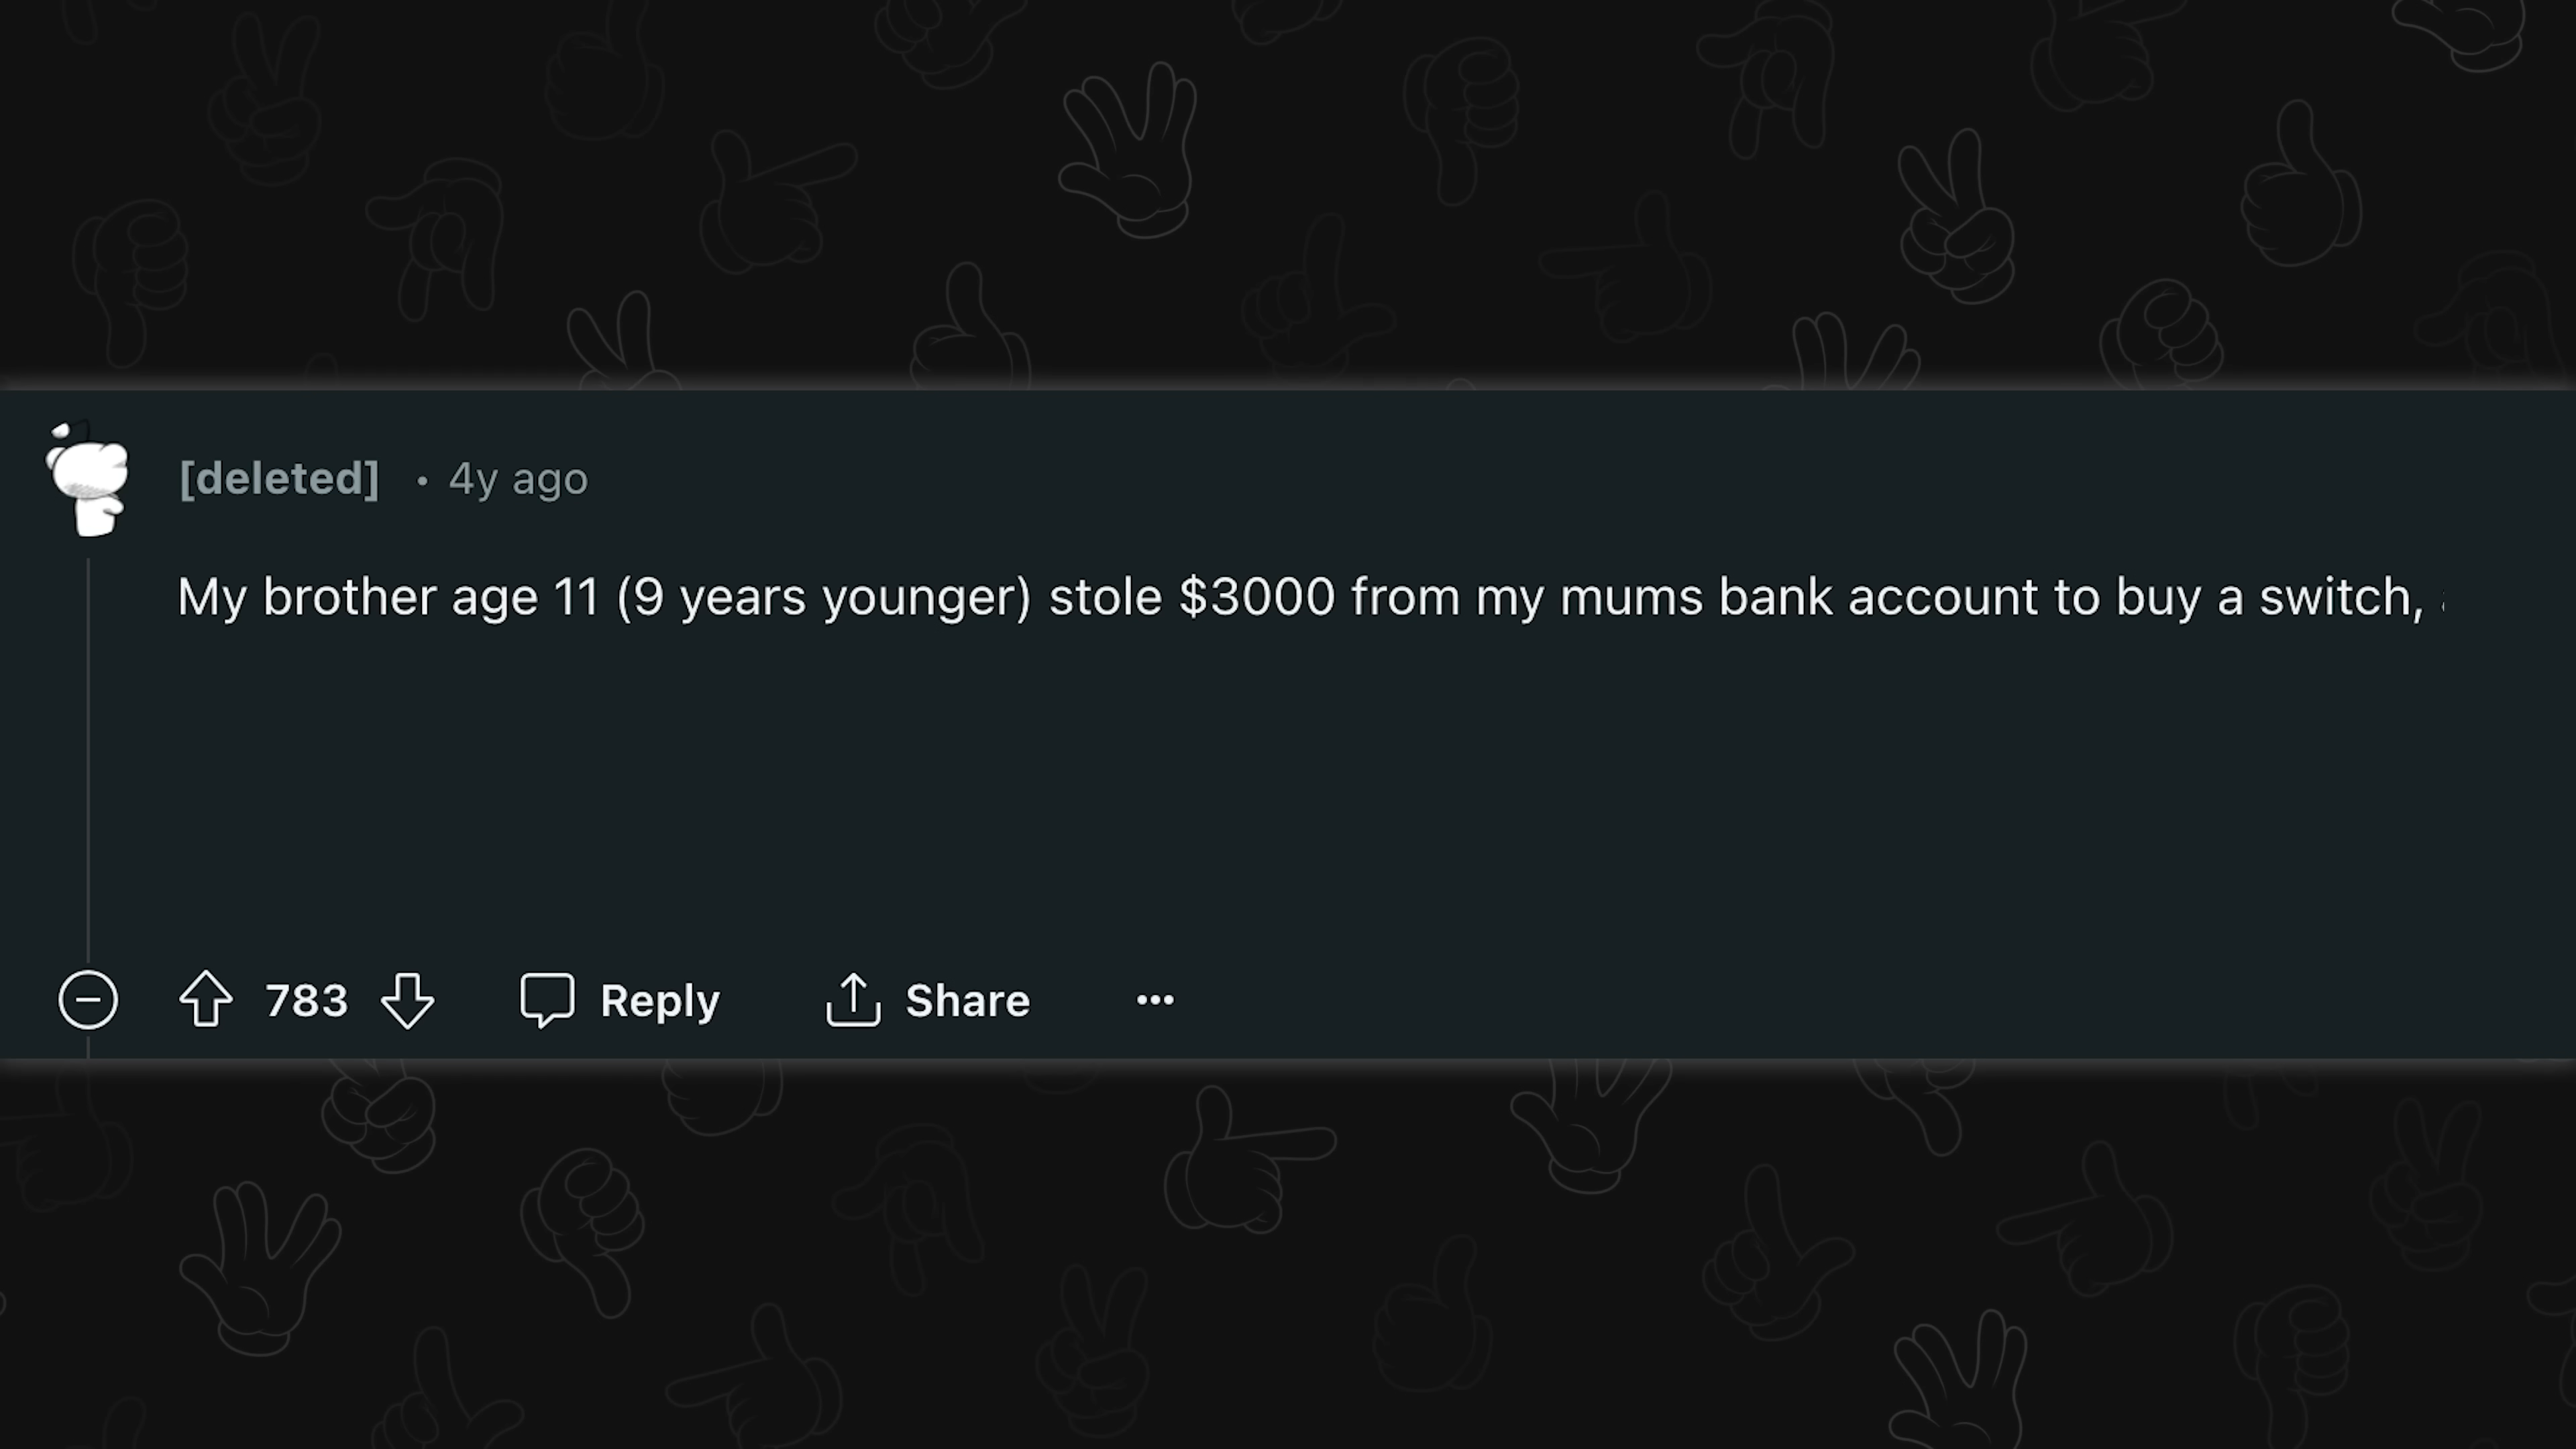 [deleted] • 4y ago
My brother age 11 (9 years younger) stole $3000 from my mums bank account to buy a switch,
783 Reply Share •••